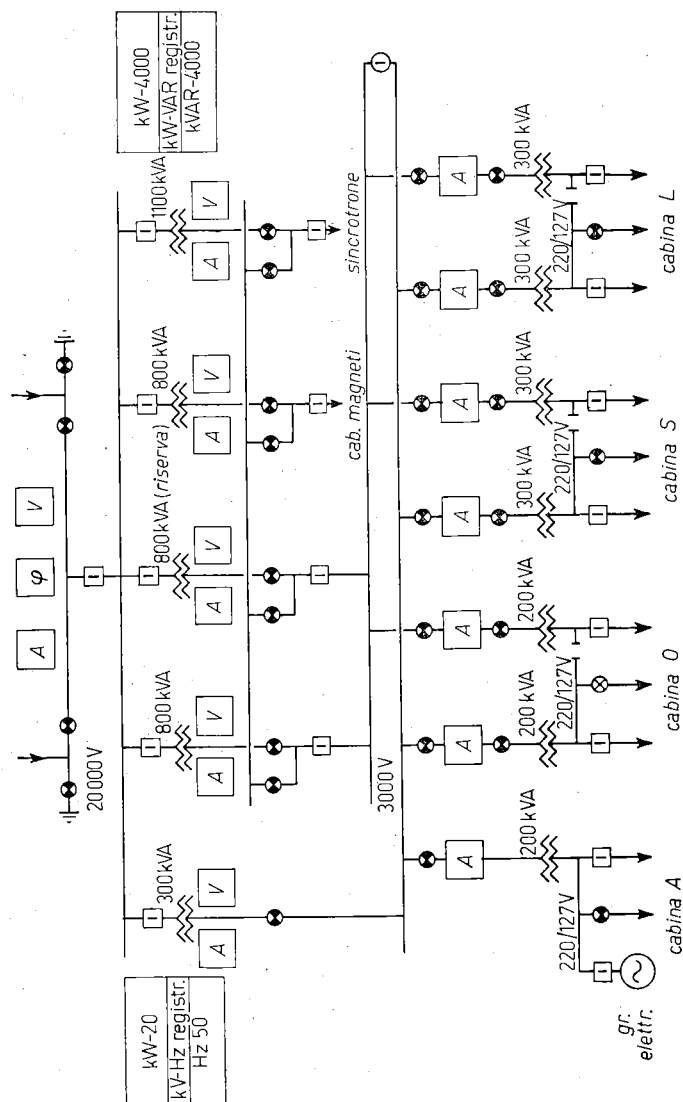 A
φ
V
20000 V
kW-20
kV-Hz registr.
Hz 50
300 kVA
800 kVA
800 kVA (riserva)
800 kVA
1100 kVA
kW-4000
kW-VAR registr.
kVAR-4000
A
V
A
V
A
V
A
V
A
V
cab. magneti
sincrotrone
3000 V
A
A
A
A
A
A
A
200 kVA
200 kVA
200 kVA
300 kVA
300 kVA
300 kVA
300 kVA
220/127V
220/127V
220/127V
220/127V
gr.
elettr.
cabina A
cabina O
cabina S
cabina L